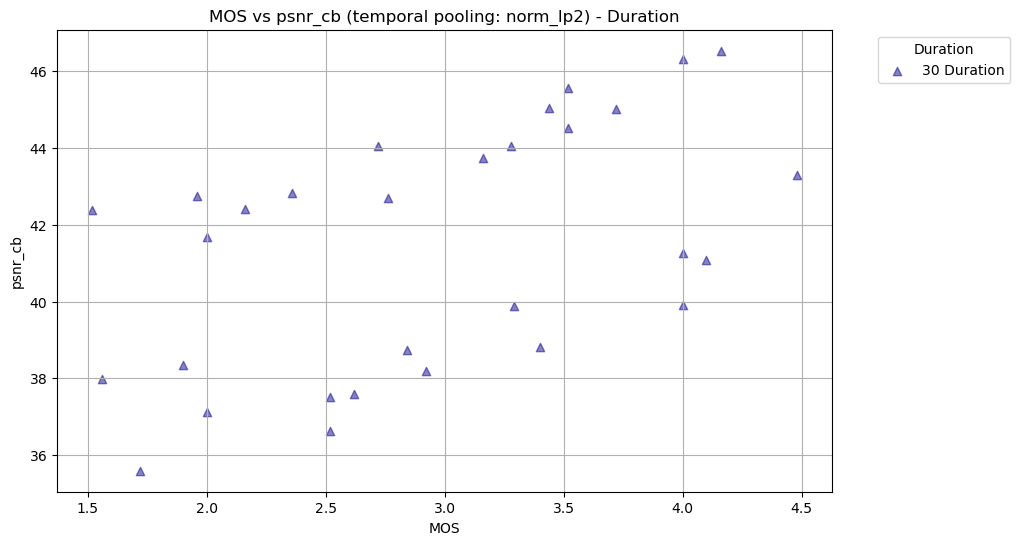 MOS vs psnr_cb (temporal pooling: norm_lp2) - Duration
Duration
30 Duration
psnr_cb
46
44
42
40
38
36
1.5 2.0 2.5 3.0 3.5 4.0 4.5
MOS